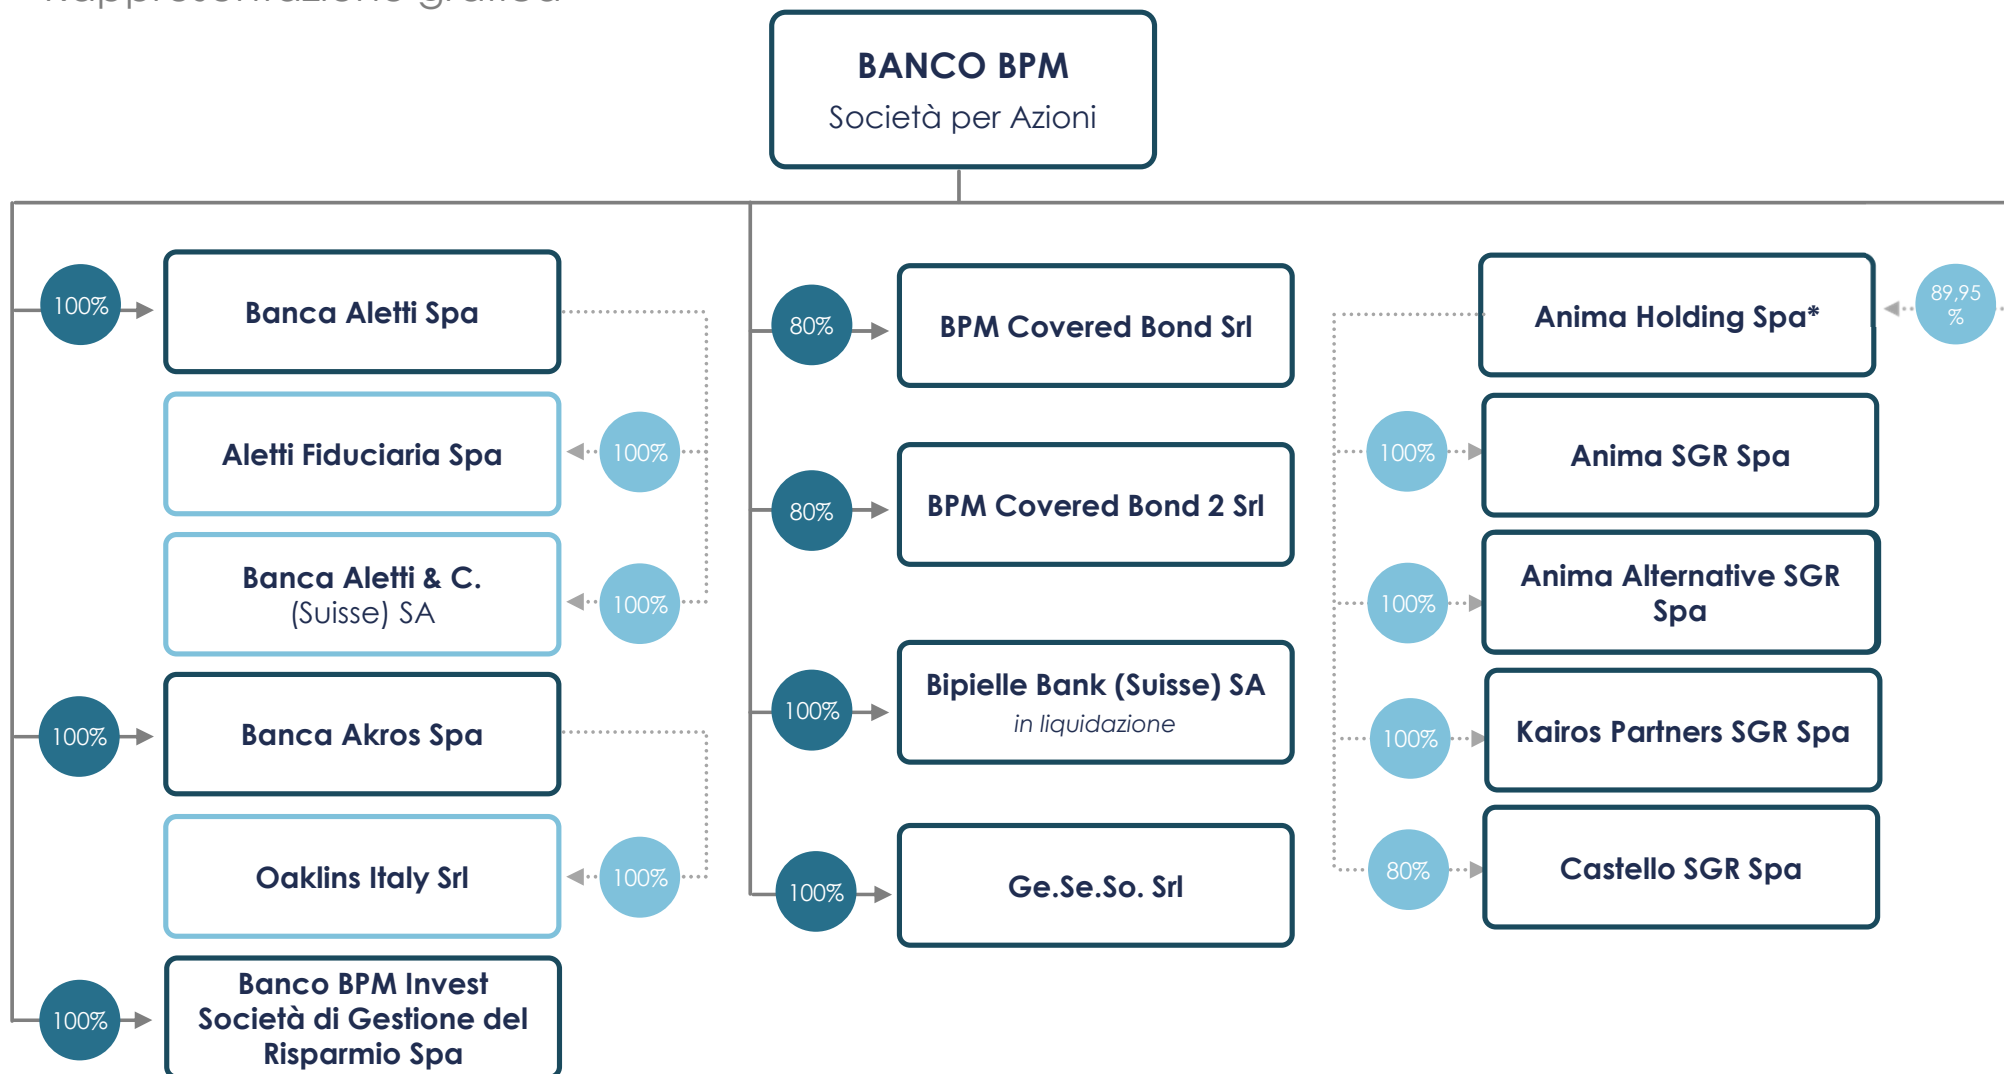 Rappresentazione grafica
BANCO BPM
Società per Azioni
100%
Banca Aletti Spa
Aletti Fiduciaria Spa
100%
Banca Aletti & C.
(Suisse) SA
100%
100%
Banca Akros Spa
Oaklins Italy Srl
100%
100%
Banco BPM Invest
Società di Gestione del
Risparmio Spa
80%
BPM Covered Bond Srl
80%
BPM Covered Bond 2 Srl
100%
Bipielle Bank (Suisse) SA
in liquidazione
100%
Ge.Se.So. Srl
Anima Holding Spa*
89,95
%
100%
Anima SGR Spa
100%
Anima Alternative SGR
Spa
100%
Kairos Partners SGR Spa
80%
Castello SGR Spa